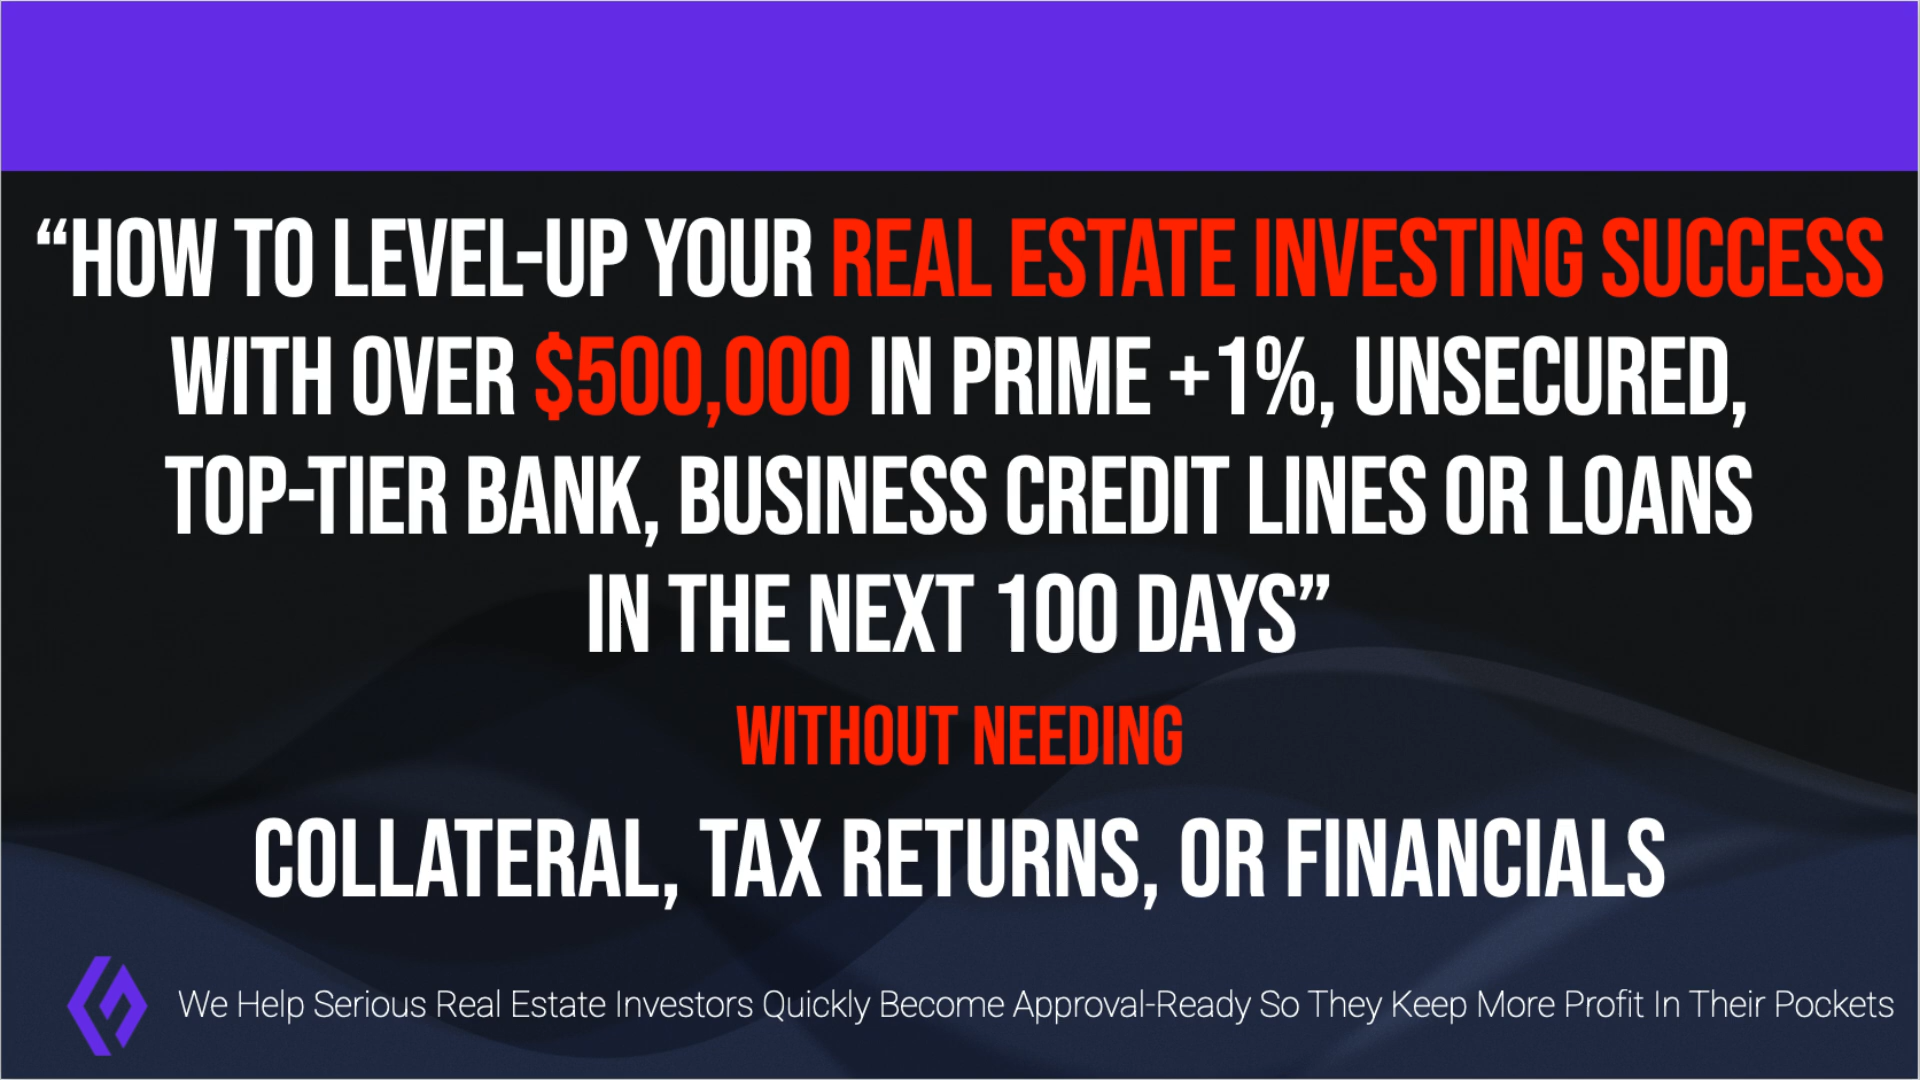 “HOW TO LEVEL-UP YOUR REAL ESTATE INVESTING SUCCESS
WITH OVER $500,000 IN PRIME +1%, UNSECURED,
TOP-TIER BANK, BUSINESS CREDIT LINES OR LOANS
IN THE NEXT 100 DAYS”
WITHOUT NEEDING
COLLATERAL, TAX RETURNS, OR FINANCIALS
We Help Serious Real Estate Investors Quickly Become Approval-Ready So They Keep More Profit In Their Pockets